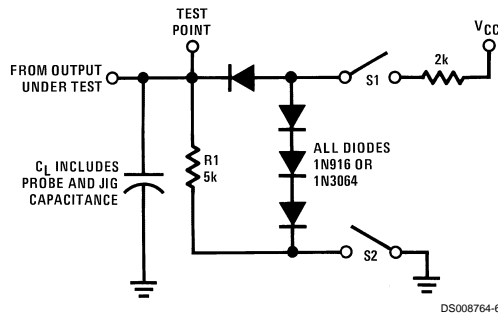 TEST
POINT
VCC
FROM OUTPUT
UNDER TEST
S1
2k
CL INCLUDES
PROBE AND JIG
CAPACITANCE
R1
5k
ALL DIODES
1N916 OR
1N3064
S2
DS008764-6